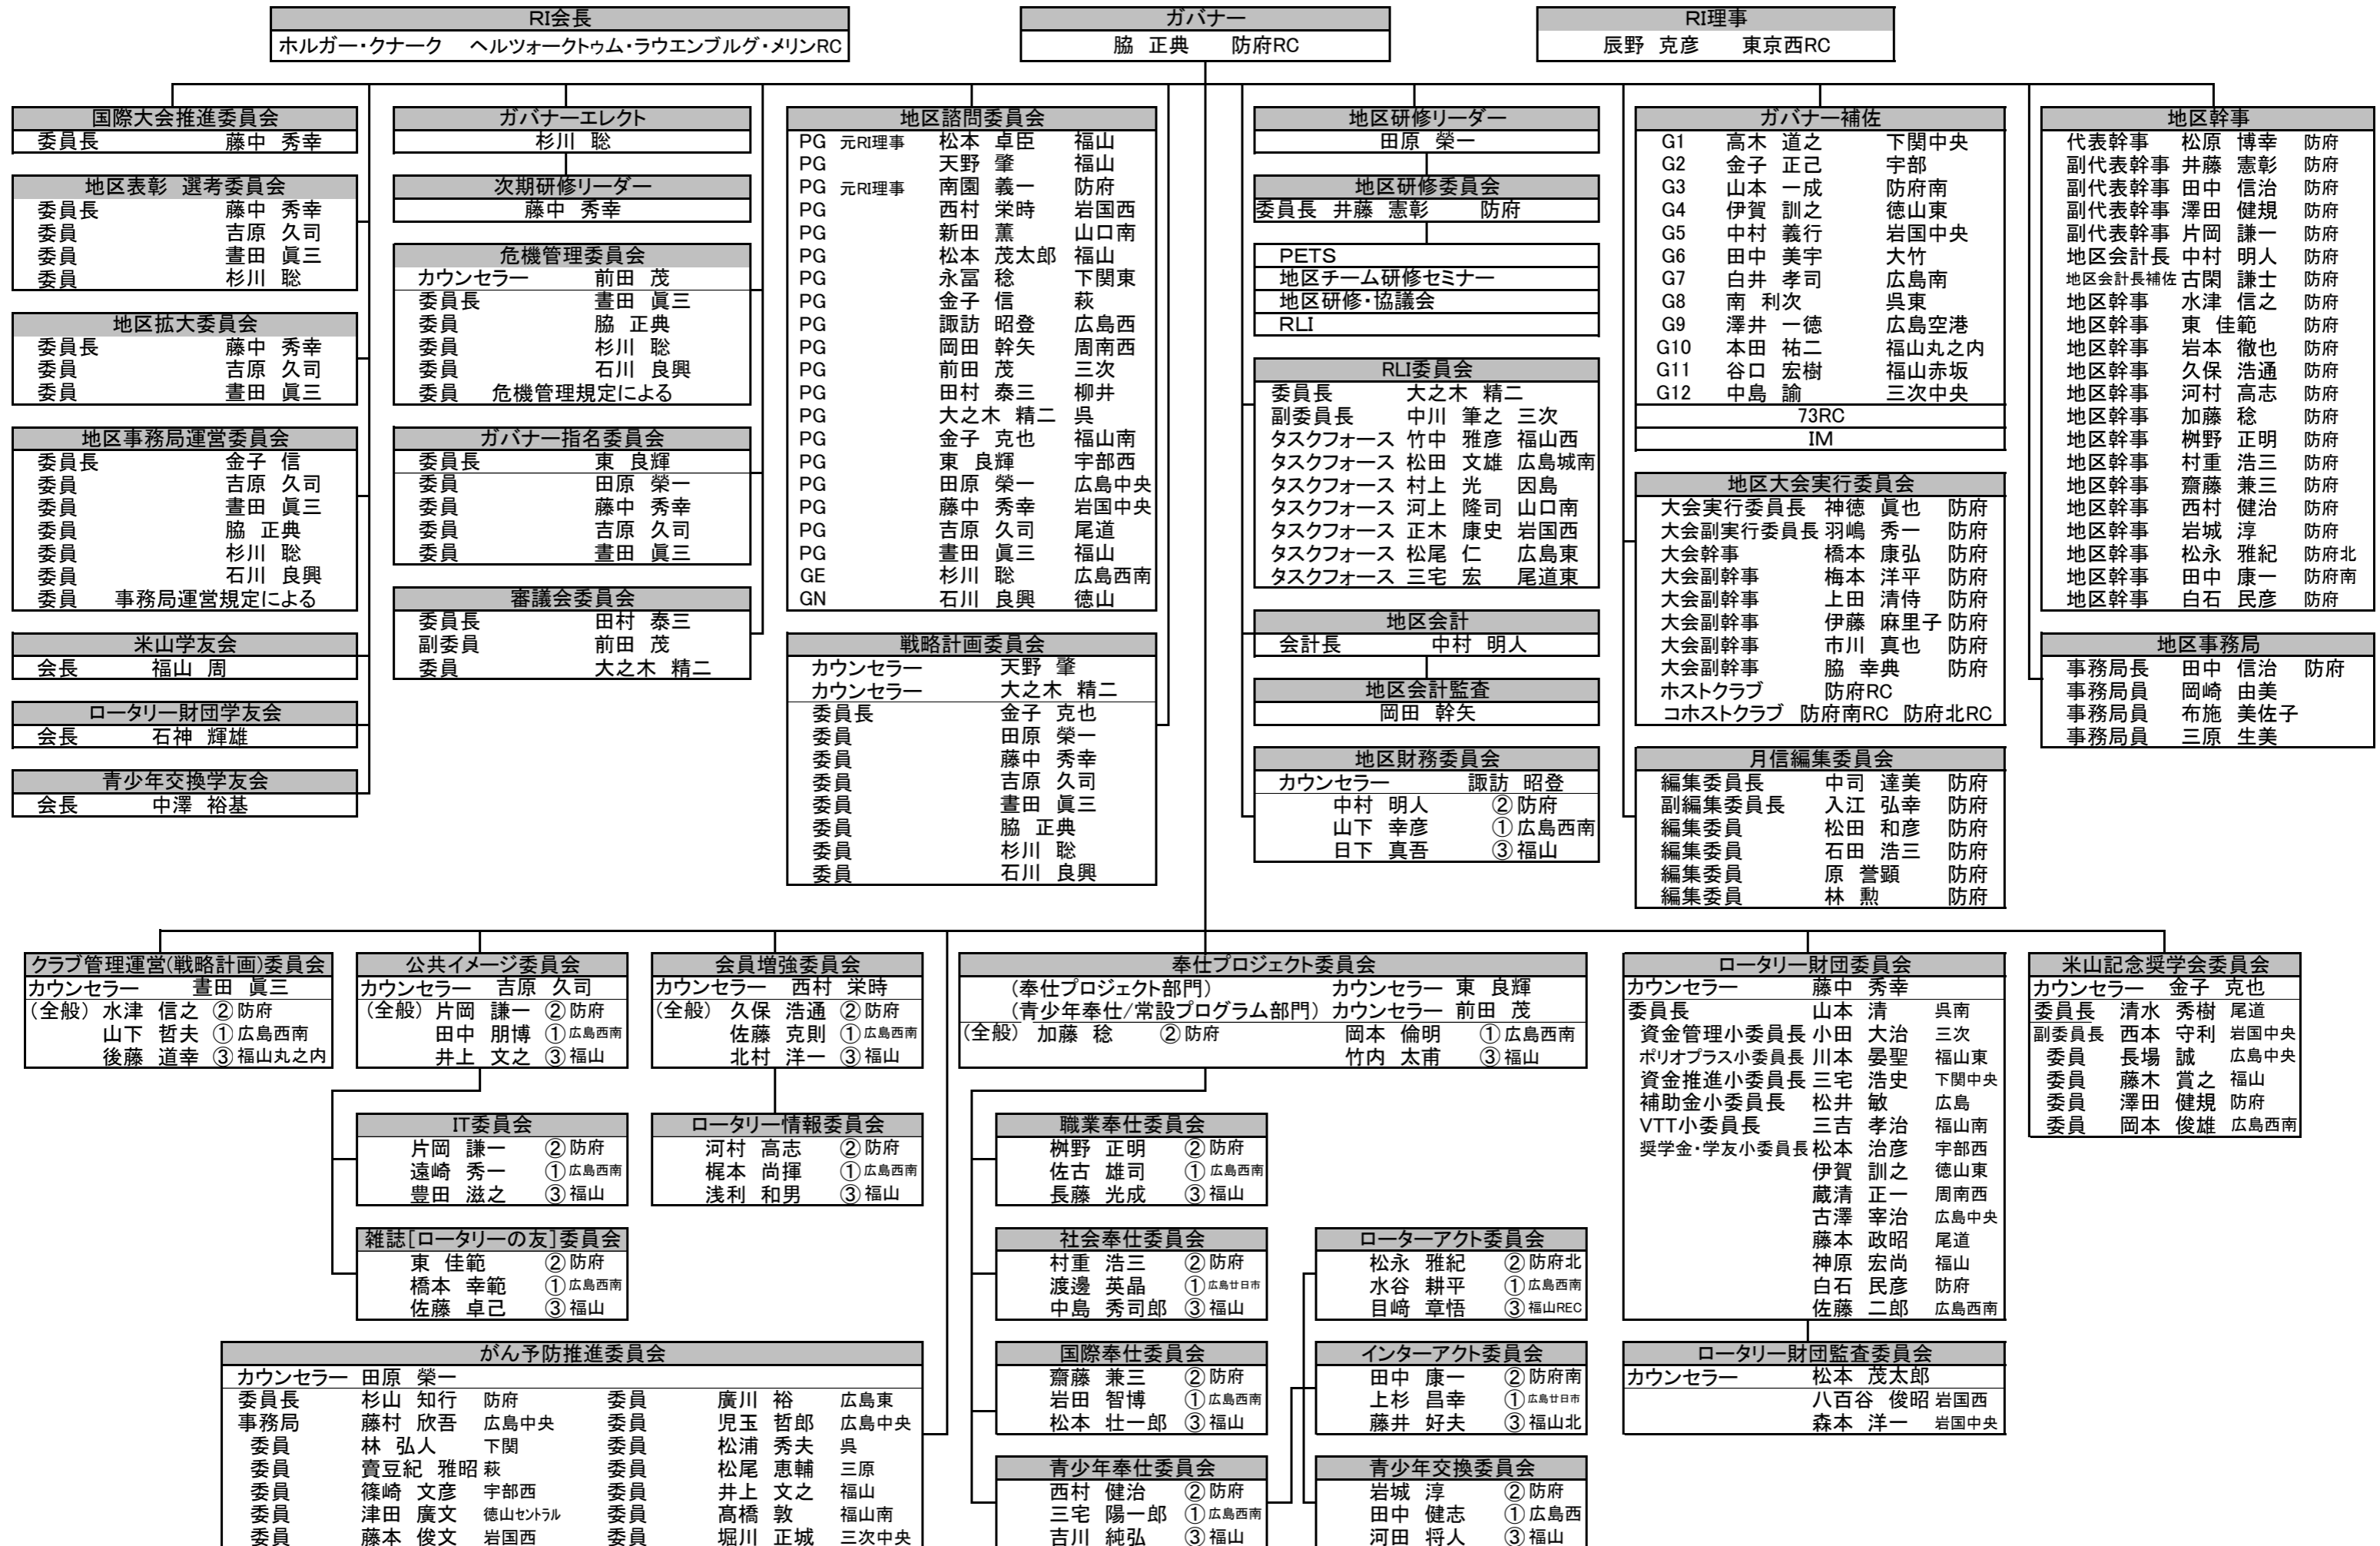 RI会長
ホルガー・クナーク ヘルツォークトゥム・ラウエンブルグ・メリンRC
ガバナー
脇 正典 防府RC
RI理事
辰野 克彦 東京西RC
国際大会推進委員会
委員長 藤中 秀幸
地区表彰 選考委員会
委員長 藤中 秀幸
委員 吉原 久司
委員 晝田 眞三
委員 杉川 聡
地区拡大委員会
委員長 藤中 秀幸
委員 吉原 久司
委員 晝田 眞三
地区事務局運営委員会
委員長 金子 信
委員 吉原 久司
委員 晝田 眞三
委員 脇 正典
委員 杉川 聡
委員 石川 良興
委員 事務局運営規定による
米山学友会
会長 福山 周
ロータリー財団学友会
会長 石神 輝雄
青少年交換学友会
会長 中澤 裕基
ガバナーエレクト
杉川 聡
次期研修リーダー
藤中 秀幸
危機管理委員会
カウンセラー 前田 茂
委員長 晝田 眞三
委員 脇 正典
委員 杉川 聡
委員 石川 良興
委員 危機管理規定による
ガバナー指名委員会
委員長 東 良輝
委員 田原 榮一
委員 藤中 秀幸
委員 吉原 久司
委員 晝田 眞三
審議会委員会
委員長 田村 泰三
副委員 前田 茂
委員 大之木 精二
地区諮問委員会
PG 元RI理事 松本 卓臣 福山
PG 天野 肇 福山
PG 元RI理事 南園 義一 防府
PG 西村 栄時 岩国西
PG 新田 薫 山口南
PG 松本 茂太郎 福山
PG 永冨 稔 下関東
PG 金子 信 萩
PG 諏訪 昭登 広島西
PG 岡田 幹矢 周南西
PG 前田 茂 三次
PG 田村 泰三 柳井
PG 大之木 精二 呉
PG 金子 克也 福山南
PG 東 良輝 宇部西
PG 田原 榮一 広島中央
PG 藤中 秀幸 岩国中央
PG 吉原 久司 尾道
PG 晝田 眞三 福山
GE 杉川 聡 広島西南
GN 石川 良興 徳山
戦略計画委員会
カウンセラー 天野 肇
カウンセラー 大之木 精二
委員長 金子 克也
委員 田原 榮一
委員 藤中 秀幸
委員 吉原 久司
委員 晝田 眞三
委員 脇 正典
委員 杉川 聡
委員 石川 良興
地区研修リーダー
田原 榮一
地区研修委員会
委員長 井藤 憲彰 防府
PETS
地区チーム研修セミナー
地区研修・協議会
RLI
RLI委員会
委員長 大之木 精二
副委員長 中川 筆之 三次
タスクフォース 竹中 雅彦 福山西
タスクフォース 松田 文雄 広島城南
タスクフォース 村上 光 因島
タスクフォース 河上 隆司 山口南
タスクフォース 正木 康史 岩国西
タスクフォース 松尾 仁 広島東
タスクフォース 三宅 宏 尾道東
地区会計
会計長 中村 明人
地区会計監査
岡田 幹矢
地区財務委員会
カウンセラー 諏訪 昭登
中村 明人 ②防府
山下 幸彦 ①広島西南
日下 真吾 ③福山
ガバナー補佐
G1 高木 道之 下関中央
G2 金子 正己 宇部
G3 山本 一成 防府南
G4 伊賀 訓之 徳山東
G5 中村 義行 岩国中央
G6 田中 美宇 大竹
G7 白井 孝司 広島南
G8 南 利次 呉東
G9 澤井 一徳 広島空港
G10 本田 祐二 福山丸之内
G11 谷口 宏樹 福山赤坂
G12 中島 諭 三次中央
73RC
IM
地区大会実行委員会
大会実行委員長 神徳 眞也 防府
大会副実行委員長 羽嶋 秀一 防府
大会幹事 橋本 康弘 防府
大会副幹事 梅本 洋平 防府
大会副幹事 上田 清侍 防府
大会副幹事 伊藤 麻里子 防府
大会副幹事 市川 真也 防府
大会副幹事 脇 幸典 防府
ホストクラブ 防府RC
コホストクラブ 防府南RC 防府北RC
月信編集委員会
編集委員長 中司 達美 防府
副編集委員長 入江 弘幸 防府
編集委員 松田 和彦 防府
編集委員 石田 浩三 防府
編集委員 原 誉顕 防府
編集委員 林 勲 防府
地区幹事
代表幹事 松原 博幸 防府
副代表幹事 井藤 憲彰 防府
副代表幹事 田中 信治 防府
副代表幹事 澤田 健規 防府
副代表幹事 片岡 謙一 防府
地区会計長 中村 明人 防府
地区会計長補佐 古閑 謙士 防府
地区幹事 水津 信之 防府
地区幹事 東 佳範 防府
地区幹事 岩本 徹也 防府
地区幹事 久保 浩通 防府
地区幹事 河村 高志 防府
地区幹事 加藤 稔 防府
地区幹事 桝野 正明 防府
地区幹事 村重 浩三 防府
地区幹事 齋藤 兼三 防府
地区幹事 西村 健治 防府
地区幹事 岩城 淳 防府
地区幹事 松永 雅紀 防府北
地区幹事 田中 康一 防府南
地区幹事 白石 民彦 防府
地区事務局
事務局長 田中 信治 防府
事務局員 岡崎 由美
事務局員 布施 美佐子
事務局員 三原 生美
クラブ管理運営(戦略計画)委員会
カウンセラー 晝田 眞三
(全般) 水津 信之 ②防府
山下 哲夫 ①広島西南
後藤 道幸 ③福山丸之内
公共イメージ委員会
カウンセラー 吉原 久司
(全般) 片岡 謙一 ②防府
田中 朋博 ①広島西南
井上 文之 ③福山
会員増強委員会
カウンセラー 西村 栄時
(全般) 久保 浩通 ②防府
佐藤 克則 ①広島西南
北村 洋一 ③福山
奉仕プロジェクト委員会
(奉仕プロジェクト部門) カウンセラー 東 良輝
(青少年奉仕/常設プログラム部門) カウンセラー 前田 茂
(全般) 加藤 稔 ②防府 岡本 倫明 ①広島西南
竹内 太甫 ③福山
ロータリー財団委員会
カウンセラー 藤中 秀幸
委員長 山本 清 呉南
資金管理小委員長 小田 大治 三次
ポリオプラス小委員長 川本 晏聖 福山東
資金推進小委員長 三宅 浩史 下関中央
補助金小委員長 松井 敏 広島
VTT小委員長 三吉 孝治 福山南
奨学金・学友小委員長 松本 治彦 宇部西
伊賀 訓之 徳山東
蔵清 正一 周南西
古澤 宰治 広島中央
藤本 政昭 尾道
神原 宏尚 福山
白石 民彦 防府
佐藤 二郎 広島西南
米山記念奨学会委員会
カウンセラー 金子 克也
委員長 清水 秀樹 尾道
副委員長 西本 守利 岩国中央
委員 長場 誠 広島中央
委員 藤木 賞之 福山
委員 澤田 健規 防府
委員 岡本 俊雄 広島西南
IT委員会
片岡 謙一 ②防府
遠崎 秀一 ①広島西南
豊田 滋之 ③福山
ロータリー情報委員会
河村 高志 ②防府
梶本 尚揮 ①広島西南
浅利 和男 ③福山
職業奉仕委員会
桝野 正明 ②防府
佐古 雄司 ①広島西南
長藤 光成 ③福山
雑誌[ロータリーの友]委員会
東 佳範 ②防府
橋本 幸範 ①広島西南
佐藤 卓己 ③福山
社会奉仕委員会
村重 浩三 ②防府
渡邊 英晶 ①広島廿日市
中島 秀司郎 ③福山
ローターアクト委員会
松永 雅紀 ②防府北
水谷 耕平 ①広島西南
目﨑 章悟 ③福山REC
がん予防推進委員会
カウンセラー 田原 榮一
委員長 杉山 知行 防府 委員 廣川 裕 広島東
事務局 藤村 欣吾 広島中央 委員 児玉 哲郎 広島中央
委員 林 弘人 下関 委員 松浦 秀夫 呉
委員 賣豆紀 雅昭 萩 委員 松尾 恵輔 三原
委員 篠崎 文彦 宇部西 委員 井上 文之 福山
委員 津田 廣文 徳山セントラル 委員 髙橋 敦 福山南
委員 藤本 俊文 岩国西 委員 堀川 正城 三次中央
国際奉仕委員会
齋藤 兼三 ②防府
岩田 智博 ①広島西南
松本 壮一郎 ③福山
インターアクト委員会
田中 康一 ②防府南
上杉 昌幸 ①広島廿日市
藤井 好夫 ③福山北
ロータリー財団監査委員会
カウンセラー 松本 茂太郎
八百谷 俊昭 岩国西
森本 洋一 岩国中央
青少年奉仕委員会
西村 健治 ②防府
三宅 陽一郎 ①広島西南
吉川 純弘 ③福山
青少年交換委員会
岩城 淳 ②防府
田中 健志 ①広島西
河田 将人 ③福山